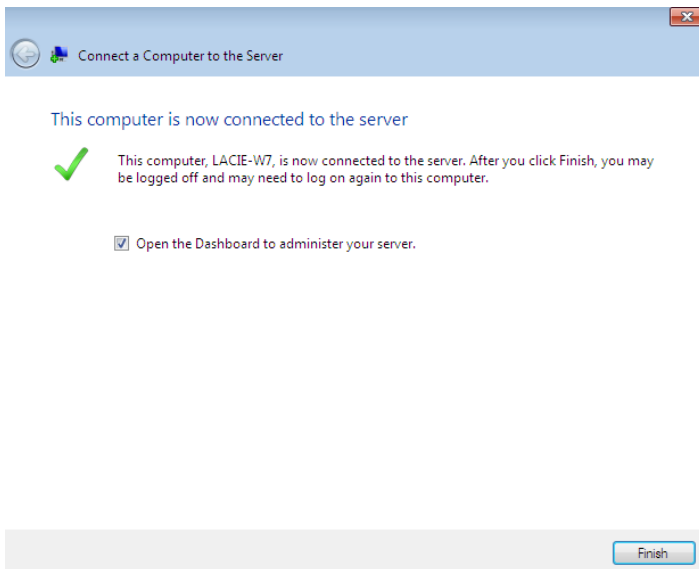 Connect a Computer to the Server
This computer is now connected to the server
This computer, LACIE-W7, is now connected to the server. After you click Finish, you may
be logged off and may need to log on again to this computer.
Open the Dashboard to administer your server.
Finish